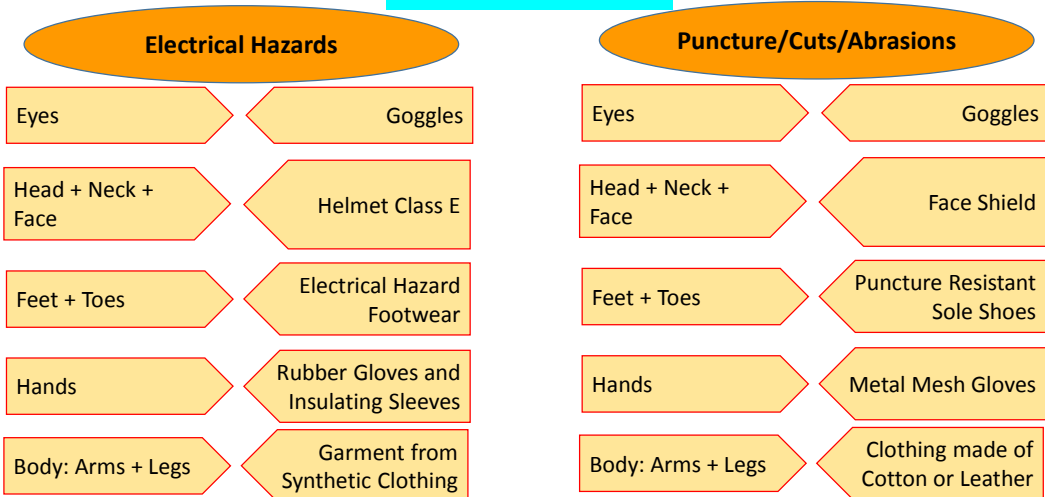 Electrical Hazards
Eyes
Goggles
Head + Neck +
Face
Helmet Class E
Feet + Toes
Electrical Hazard
Footwear
Hands
Rubber Gloves and
Insulating Sleeves
Body: Arms + Legs
Garment from
Synthetic Clothing
Puncture/Cuts/Abrasions
Eyes
Goggles
Head + Neck +
Face
Face Shield
Feet + Toes
Puncture Resistant
Sole Shoes
Hands
Metal Mesh Gloves
Body: Arms + Legs
Clothing made of
Cotton or Leather